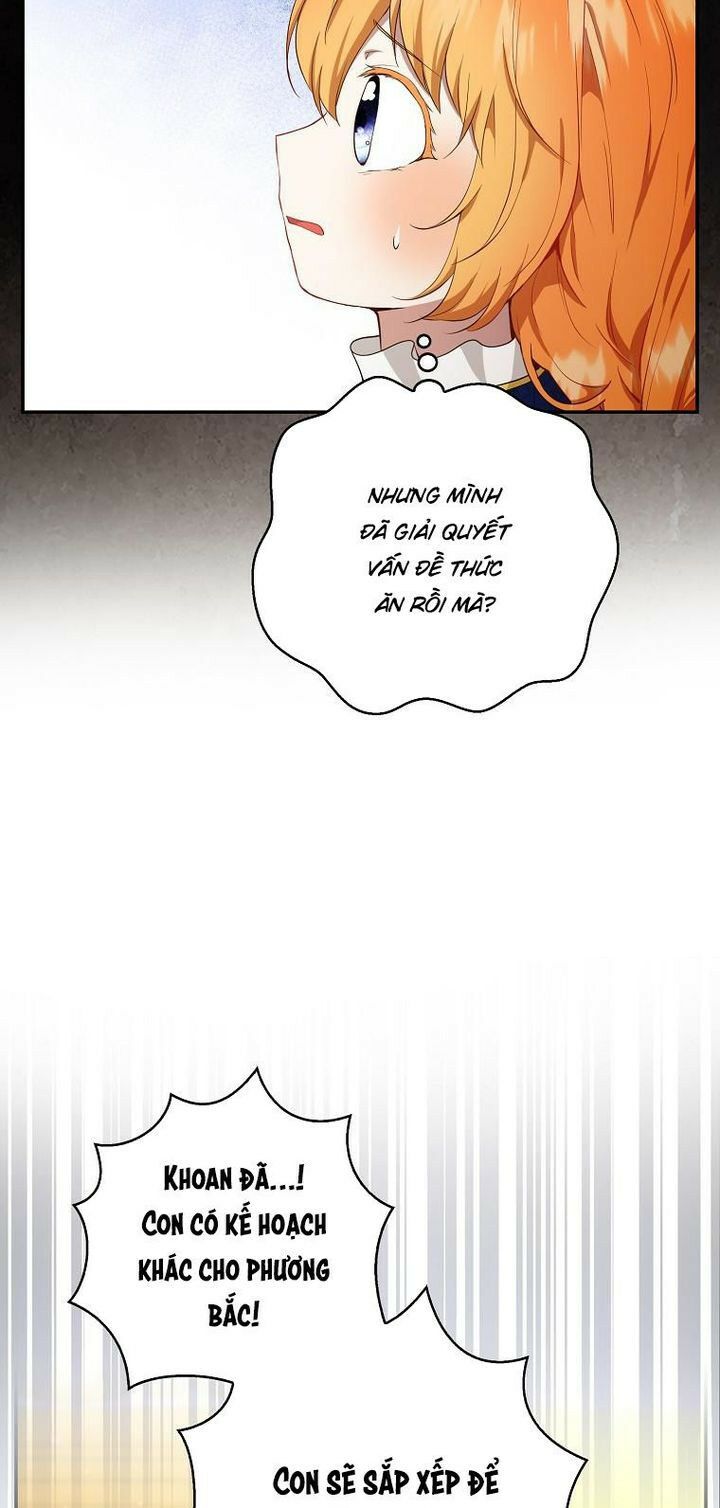 NHƯNG MÌNH
ĐÃ GIẢI QUYẾT
VẤN ĐỀ THỨC
ĂN RỒI MÀ?
KHOAN ĐÃ...!
CON CÓ KẾ HOẠCH
KHÁC CHO PHƯƠNG
BẮC!
CON SẼ SẮP XẾP ĐỂ